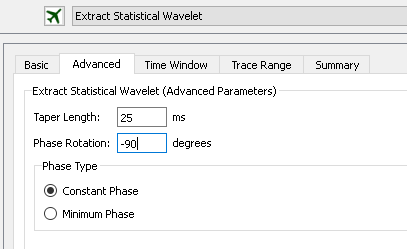 Extract Statistical Wavelet
Basic Advanced Time Window Trace Range Summary
Extract Statistical Wavelet (Advanced Parameters)
Taper Length: 25 ms
Phase Rotation: -90 degrees
Phase Type
Constant Phase
Minimum Phase